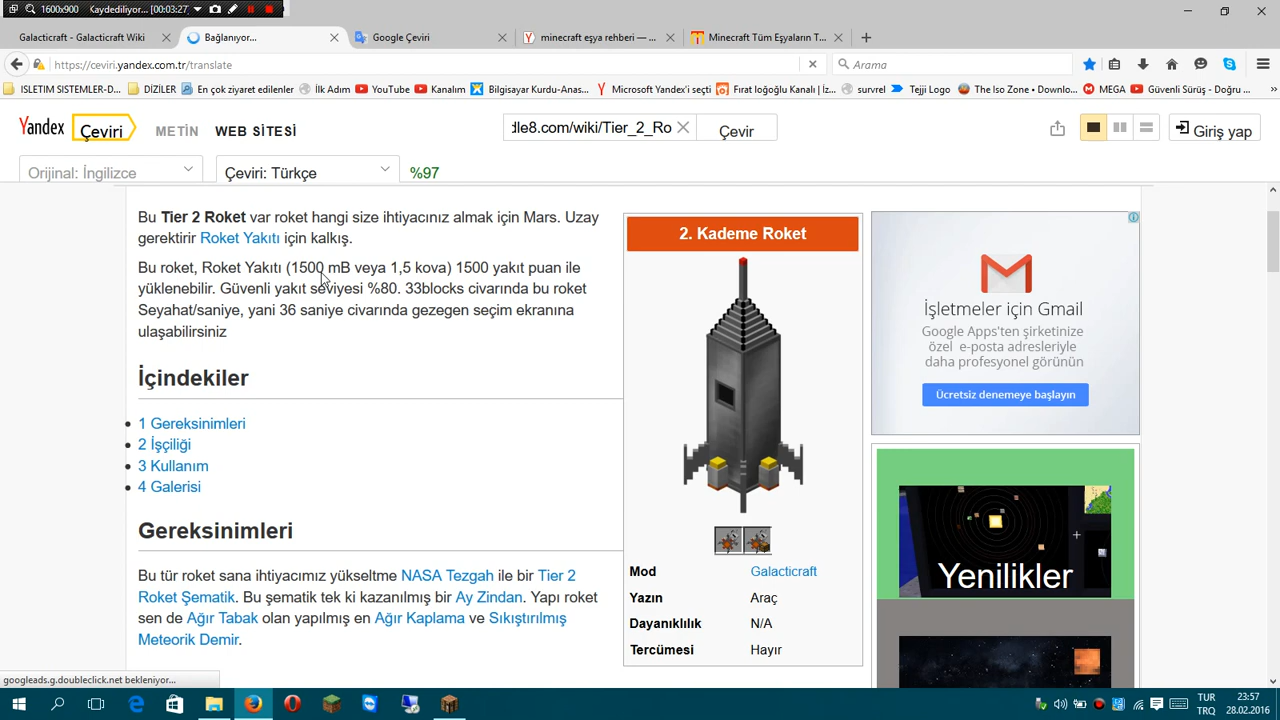 1600x900 Kaydediliyor... [00:03:27]
Galacticraft - Galacticraft Wiki
Bağlanıyor...
Google Çeviri
minecraft eşya rehberi — ...
Minecraft Tüm Eşyaların T...
https://ceviri.yandex.com.tr/translate
Arama
ISLETIM SISTEMLER-D...
DİZİLER
En çok ziyaret edilenler
İlk Adım
YouTube
Kanalım
Bilgisayar Kurdu-Anas...
Microsoft Yandex'i seçti
Fırat loğoğlu Kanalı | İz...
survrel
Tejji Logo
The Iso Zone • Downlo...
MEGA
Güvenli Sürüş - Doğru ...
Yandex Çeviri
METİN
WEB SİTESİ
dle8.com/wiki/Tier_2_Ro
Çevir
Giriş yap
Orijinal: İngilizce
Çeviri: Türkçe
%97
Bu Tier 2 Roket var roket hangi size ihtiyacınız almak için Mars. Uzay
gerektirir Roket Yakıtı için kalkış.
Bu roket, Roket Yakıtı (1500 mB veya 1,5 kova) 1500 yakıt puan ile
yüklenebilir. Güvenli yakıt seviyesi %80. 33blocks civarında bu roket
Seyahat/saniye, yani 36 saniye civarında gezegen seçim ekranına
ulaşabilirsiniz
İçindekiler
1 Gereksinimleri
2 İşçiliği
3 Kullanım
4 Galerisi
Gereksinimleri
Bu tür roket sana ihtiyacımız yükseltme NASA Tezgah ile bir Tier 2
Roket Şematik. Bu şematik tek ki kazanılmış bir Ay Zindan. Yapı roket
sen de Ağır Tabak olan yapılmış en Ağır Kaplama ve Sıkıştırılmış
Meteorik Demir.
2. Kademe Roket
Mod Galacticraft
Yazın Araç
Dayanıklılık N/A
Tercümesi Hayır
İşletmeler için Gmail
Google Apps'ten şirketinize
özel e-posta adresleriyle
daha profesyonel görünün
Ücretsiz denemeye başlayın
Yenilikler
googleads.g.doubleclick.net bekleniyor...
TUR
TRQ
23:57
28.02.2016